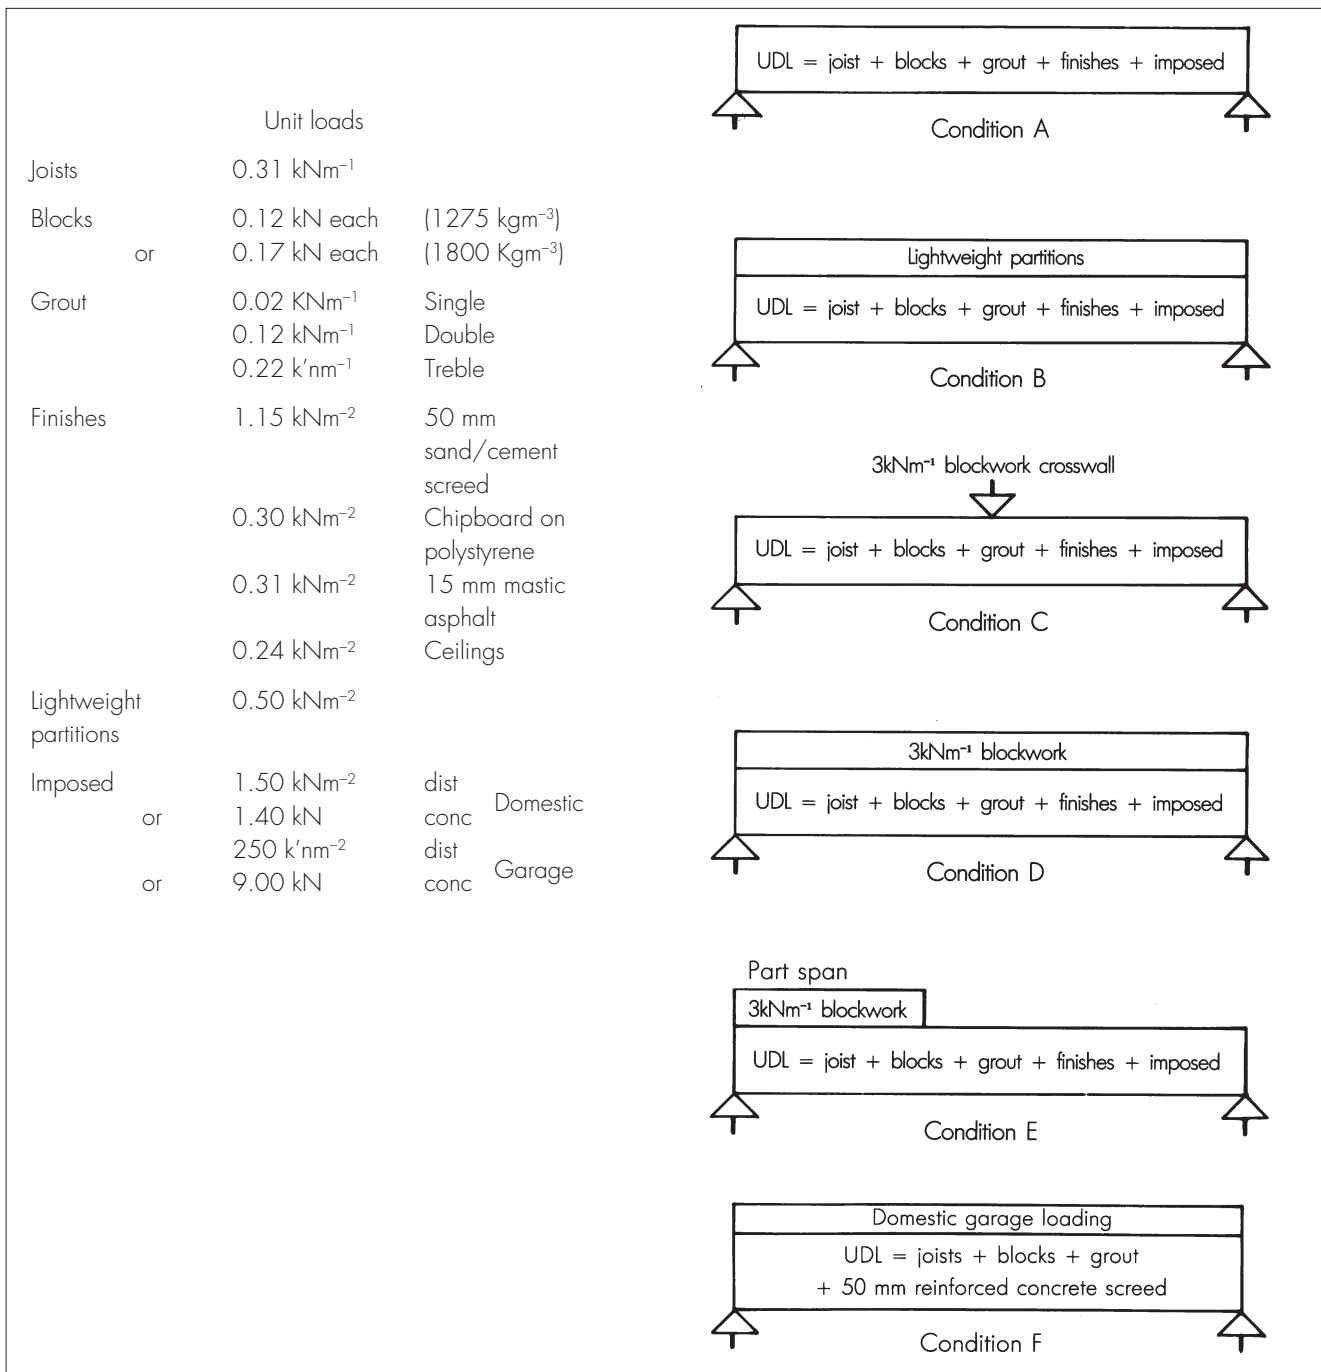 Unit loads
Joists 0.31 kNm⁻¹
Blocks 0.12 kN each (1275 kgm⁻³)
or 0.17 kN each (1800 Kgm⁻³)
Grout 0.02 KNm⁻¹ Single
0.12 kNm⁻¹ Double
0.22 k'nm⁻¹ Treble
Finishes 1.15 kNm⁻² 50 mm
sand/cement
screed
0.30 kNm⁻² Chipboard on
polystyrene
0.31 kNm⁻² 15 mm mastic
asphalt
0.24 kNm⁻² Ceilings
Lightweight 0.50 kNm⁻²
partitions
Imposed 1.50 kNm⁻² dist
Domestic
or 1.40 kN conc
250 k'nm⁻² dist
Garage
or 9.00 kN conc
UDL = joist + blocks + grout + finishes + imposed
Condition A
Lightweight partitions
UDL = joist + blocks + grout + finishes + imposed
Condition B
3kNm⁻¹ blockwork crosswall
UDL = joist + blocks + grout + finishes + imposed
Condition C
3kNm⁻¹ blockwork
UDL = joist + blocks + grout + finishes + imposed
Condition D
Part span
3kNm⁻¹ blockwork
UDL = joist + blocks + grout + finishes + imposed
Condition E
Domestic garage loading
UDL = joists + blocks + grout
+ 50 mm reinforced concrete screed
Condition F